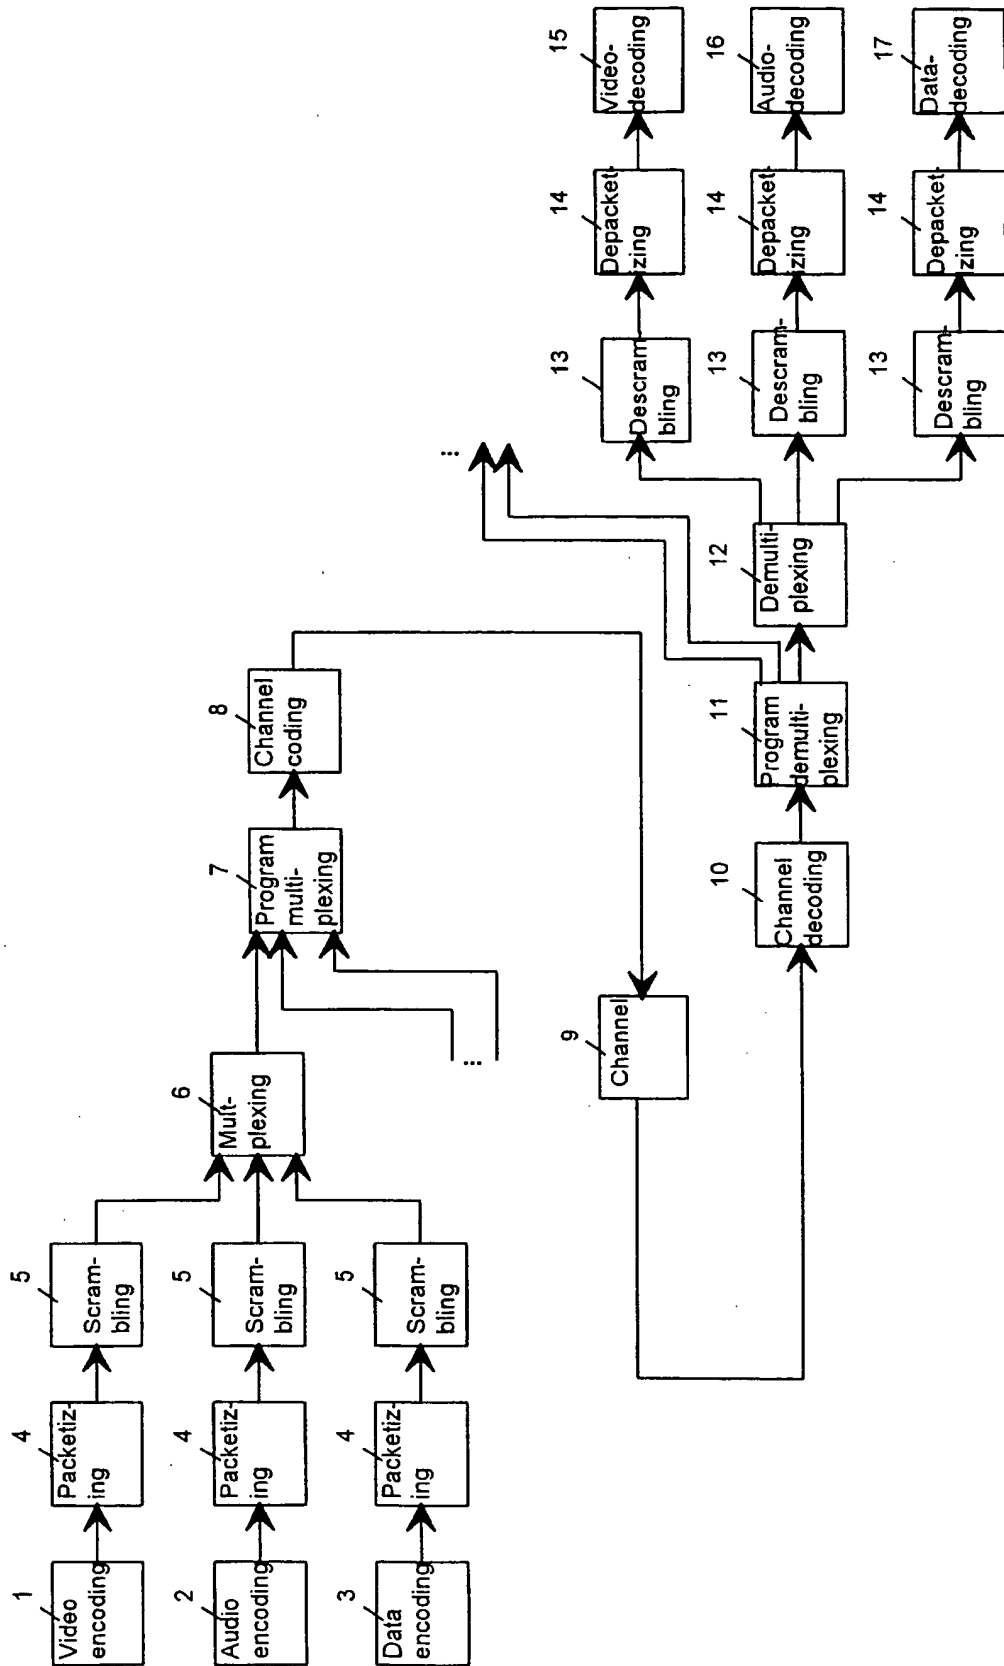 1
Video
encoding
4
Packetiz-
ing
5
Scram-
bling
2
Audio
encoding
4
Packetiz-
ing
5
Scram-
bling
3
Data
encoding
4
Packetiz-
ing
5
Scram-
bling
6
Mult-
plexing
...
7
Program
multi-
plexing
8
Channel
coding
9
Channel
10
Channel
decoding
11
Program
demulti-
plexing
...
12
Demulti-
plexing
13
Descram-
bling
14
Depacket-
izing
15
Video-
decoding
13
Descram-
bling
14
Depacket-
izing
16
Audio-
decoding
13
Descram-
bling
14
Depacket-
izing
17
Data-
decoding